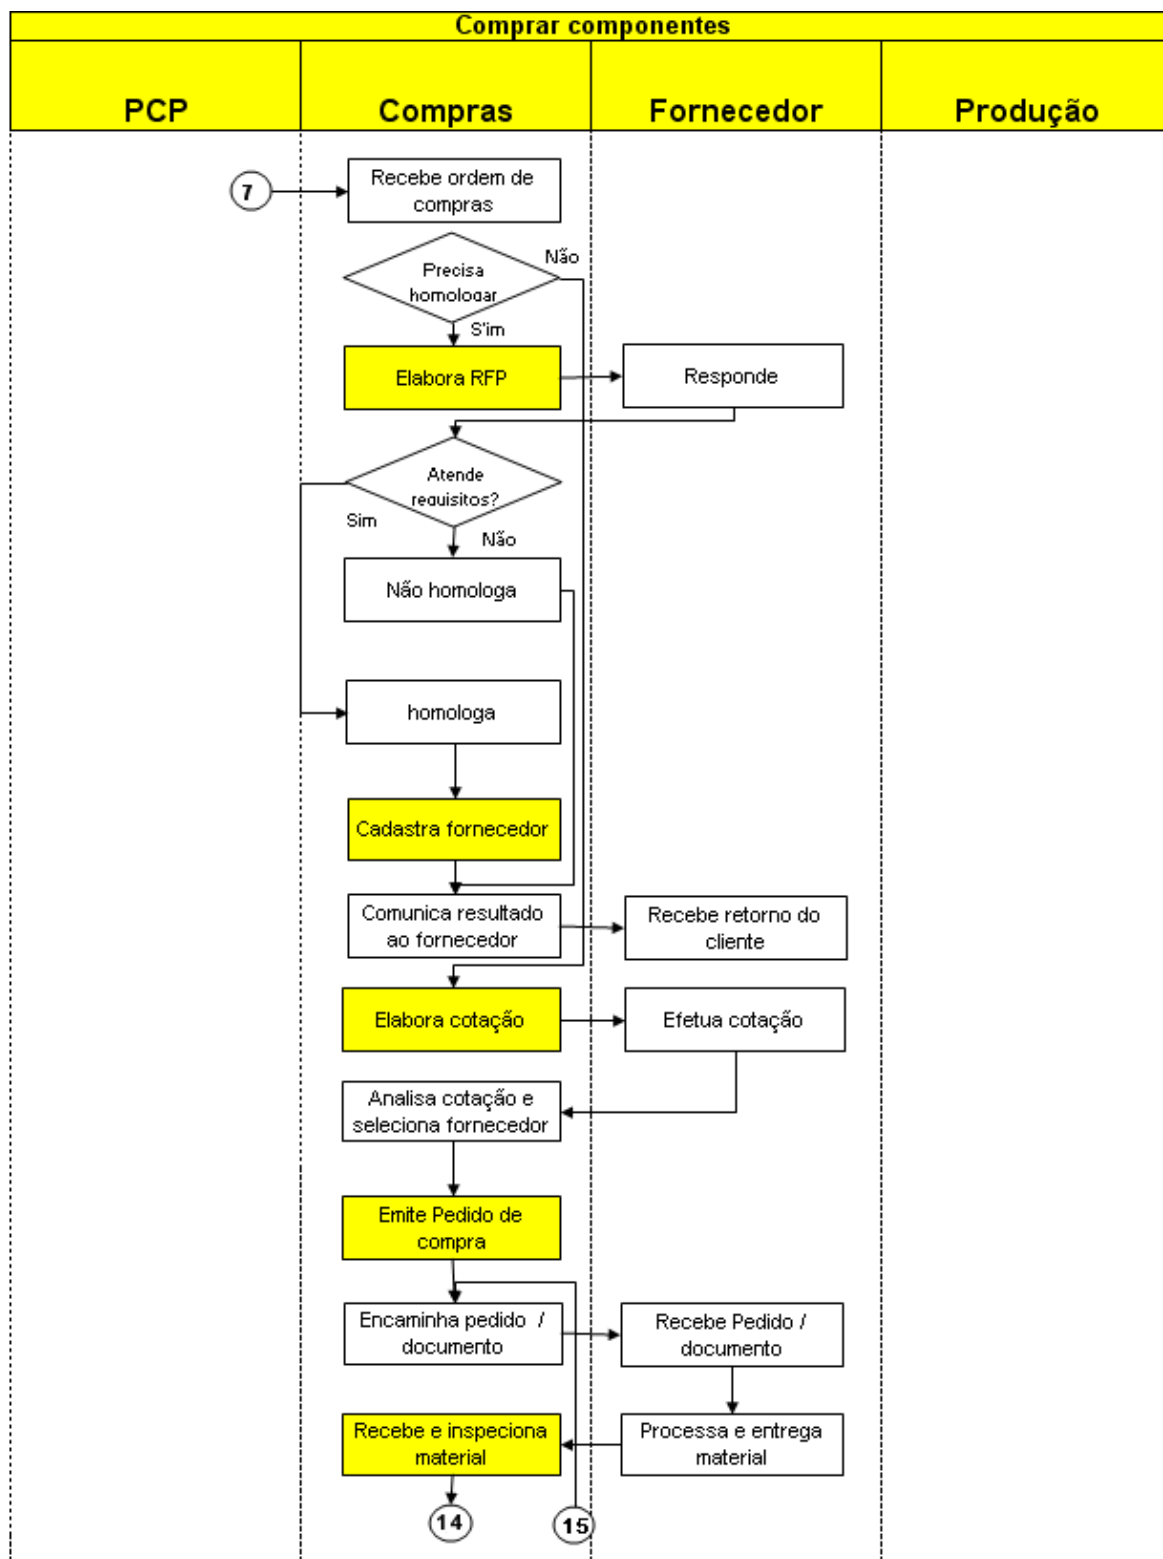 Comprar componentes
PCP
Compras
Fornecedor
Produção
7
Recebe ordem de
compras
Não
Precisa
homologar
S'im
Elabora RFP
Responde
Atende
requisitos?
Sim
Não
Não homologa
homologa
Cadastra fornecedor
Comunica resultado
ao fornecedor
Recebe retorno do
cliente
Elabora cotação
Efetua cotação
Analisa cotação e
seleciona fornecedor
Emite Pedido de
compra
Encaminha pedido /
documento
Recebe Pedido /
documento
Recebe e inspeciona
material
Processa e entrega
material
14
15